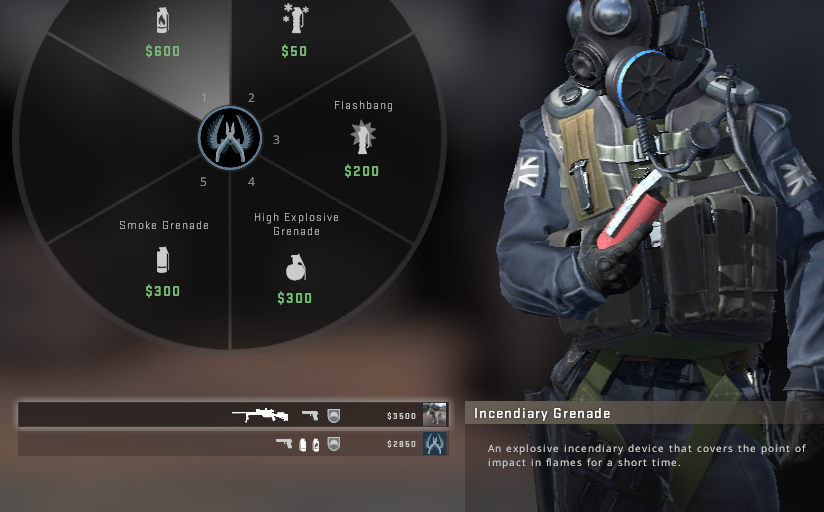 $600
$50
1
2
Flashbang
3
$200
5
4
Smoke Grenade
High Explosive
Grenade
$300
$300
$3500
$2850
Incendiary Grenade
An explosive incendiary device that covers the point of
impact in flames for a short time.